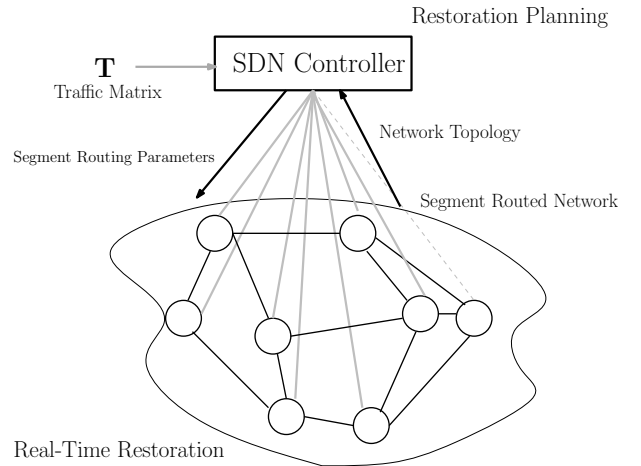 Restoration Planning
SDN Controller
T
Traffic Matrix
Network Topology
Segment Routing Parameters
Segment Routed Network
Real-Time Restoration